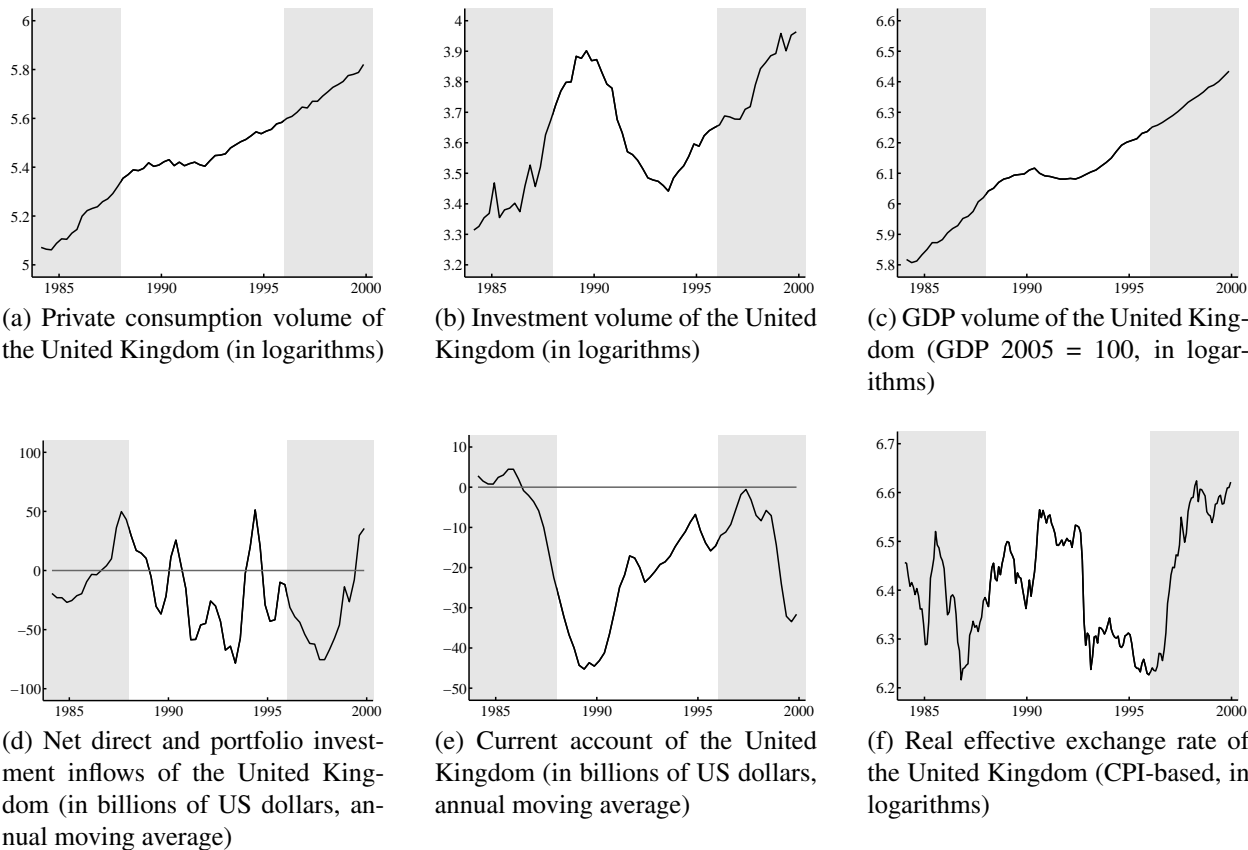 6
5.8
5.6
5.4
5.2
5
1985 1990 1995 2000
(a) Private consumption volume of
the United Kingdom (in logarithms)
4
3.9
3.8
3.7
3.6
3.5
3.4
3.3
3.2
1985 1990 1995 2000
(b) Investment volume of the United
Kingdom (in logarithms)
6.6
6.5
6.4
6.3
6.2
6.1
6
5.9
5.8
1985 1990 1995 2000
(c) GDP volume of the United King-
dom (GDP 2005 = 100, in logar-
ithms)
100
50
0
−50
−100
1985 1990 1995 2000
(d) Net direct and portfolio invest-
ment inflows of the United King-
dom (in billions of US dollars, an-
nual moving average)
10
0
−10
−20
−30
−40
−50
1985 1990 1995 2000
(e) Current account of the United
Kingdom (in billions of US dollars,
annual moving average)
6.7
6.6
6.5
6.4
6.3
6.2
1985 1990 1995 2000
(f) Real effective exchange rate of
the United Kingdom (CPI-based, in
logarithms)